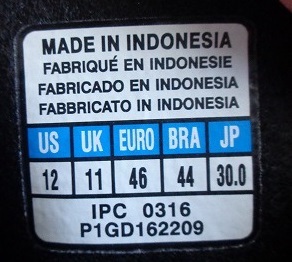 MADE IN INDONESIA
FABRIQUÉ EN INDONESIE
FABRICADO EN INDONESIA
FABBRICATO IN INDONESIA
US UK EURO BRA JP
12 11 46 44 30.0
IPC 0316
P1GD162209